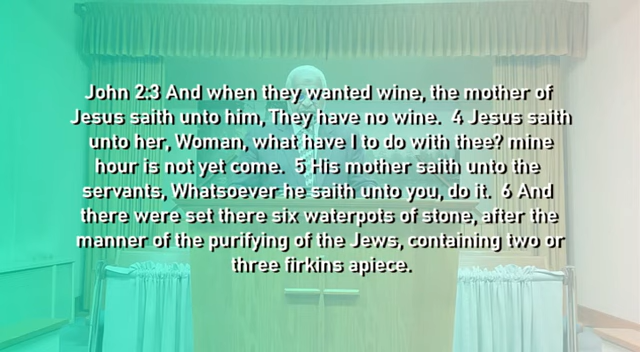 John 2:3 And when they wanted wine, the mother of
Jesus saith unto him, They have no wine. 4 Jesus saith
unto her, Woman, what have I to do with thee? mine
hour is not yet come. 5 His mother saith unto the
servants, Whatsoever he saith unto you, do it. 6 And
there were set there six waterpots of stone, after the
manner of the purifying of the Jews, containing two or
three firkins apiece.